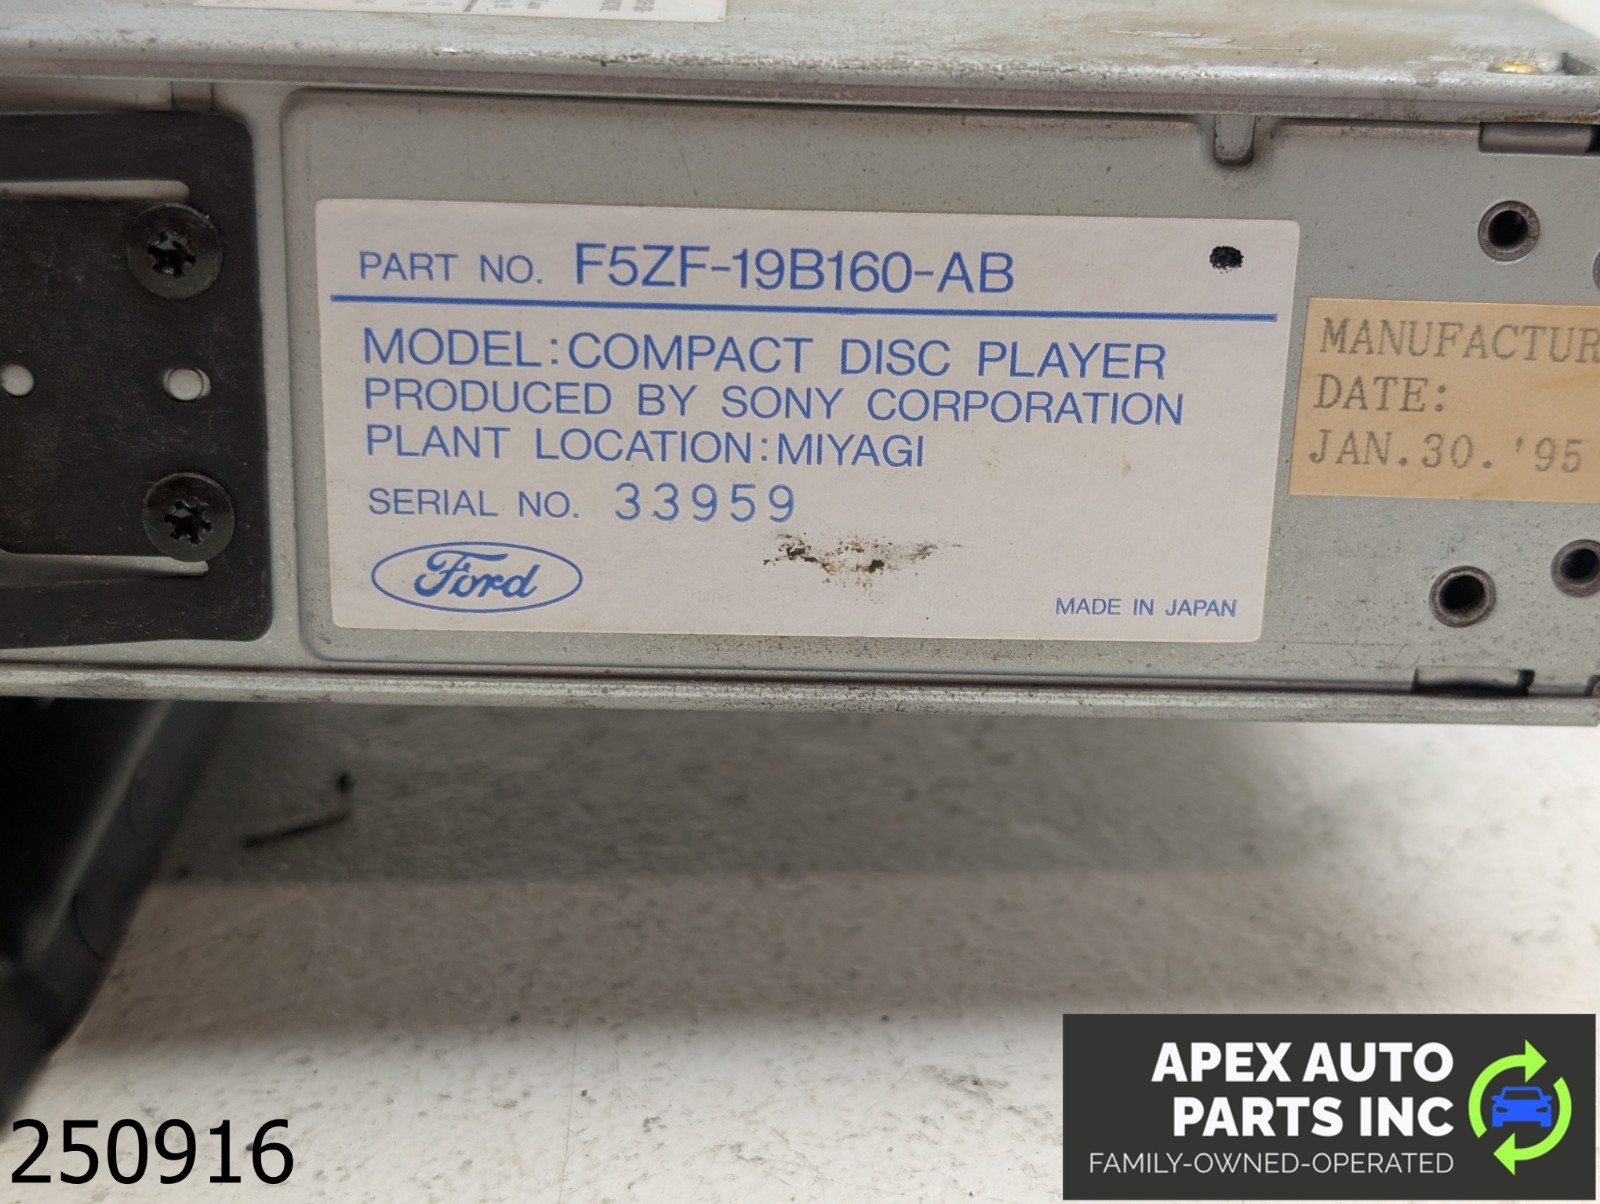 PART NO. F5ZF-19B160-AB
MODEL:COMPACT DISC PLAYER
PRODUCED BY SONY CORPORATION
PLANT LOCATION:MIYAGI
SERIAL NO. 33959
Ford
MADE IN JAPAN
MANUFACTUR
DATE:
JAN.30.'95
250916
APEX AUTO
PARTS INC
FAMILY-OWNED-OPERATED